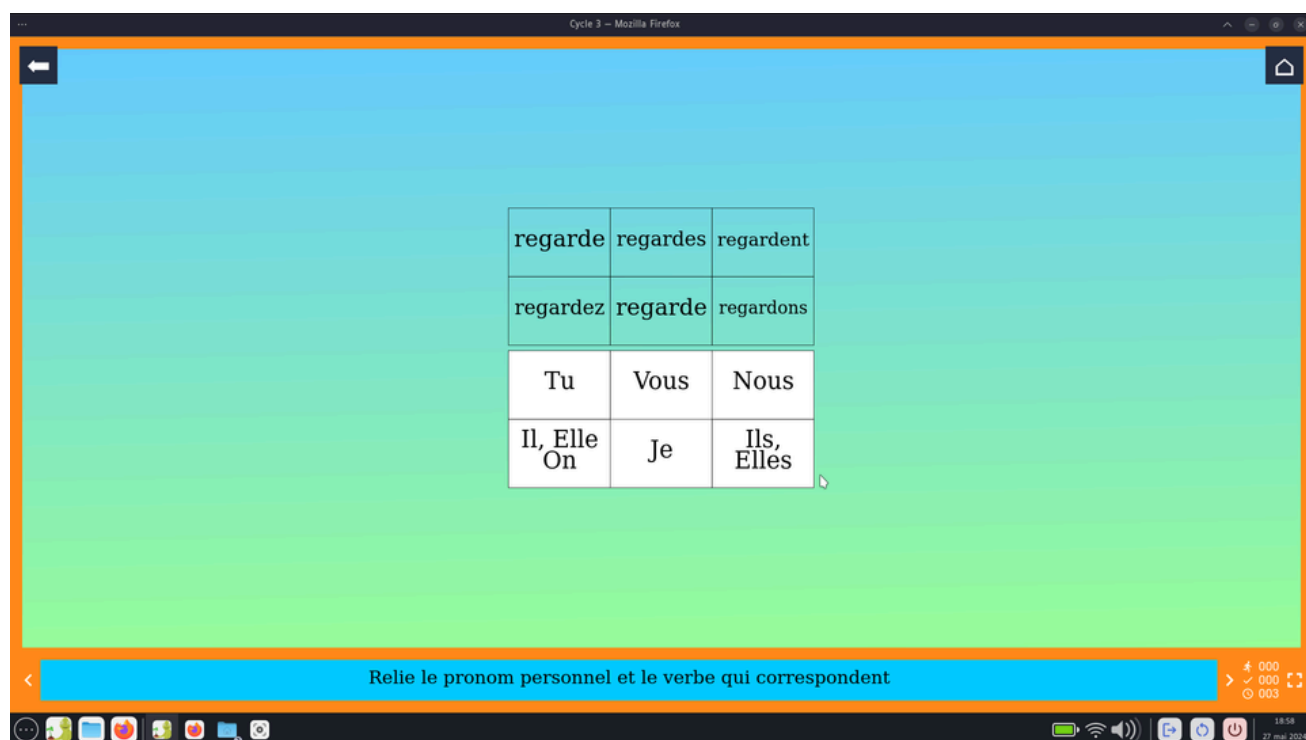 Cycle 3 — Mozilla Firefox
regarde regardes regardent
regardez regarde regardons
Tu Vous Nous
Il, Elle On Je Ils, Elles
Relie le pronom personnel et le verbe qui correspondent
000
000
003
18:58
27 mai 2024